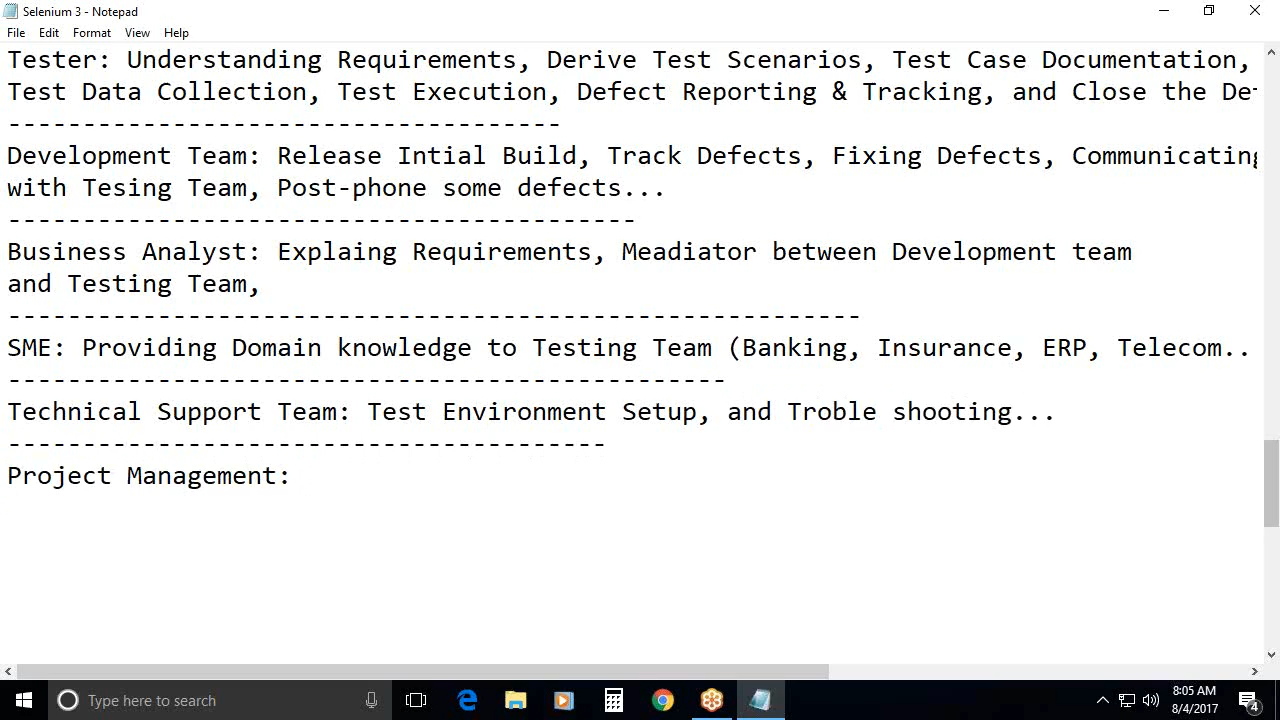 Selenium 3 - Notepad
File Edit Format View Help
Tester: Understanding Requirements, Derive Test Scenarios, Test Case Documentation,
Test Data Collection, Test Execution, Defect Reporting & Tracking, and Close the De
------------------------------------
Development Team: Release Intial Build, Track Defects, Fixing Defects, Communicating
with Tesing Team, Post-phone some defects...
------------------------------------------
Business Analyst: Explaing Requirements, Meadiator between Development team
and Testing Team,
---------------------------------------------------------
SME: Providing Domain knowledge to Testing Team (Banking, Insurance, ERP, Telecom..
------------------------------------------------
Technical Support Team: Test Environment Setup, and Troble shooting...
----------------------------------------
Project Management:
Type here to search
8:05 AM
8/4/2017
4